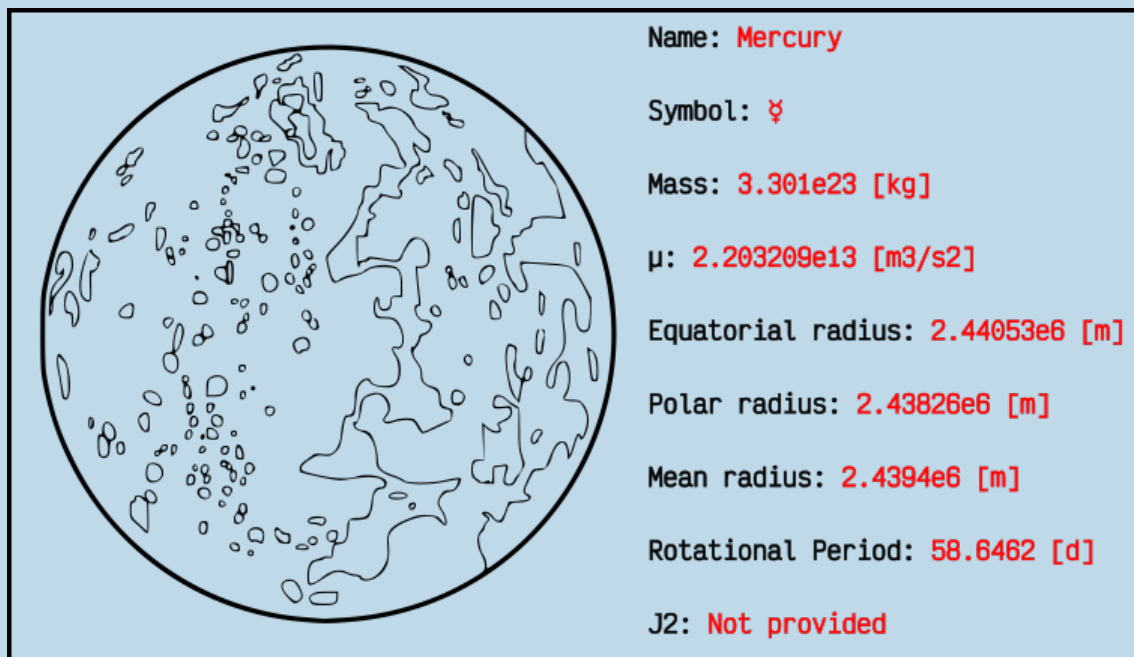 Name: Mercury
Symbol: ☿
Mass: 3.301e23 [kg]
μ: 2.203209e13 [m3/s2]
Equatorial radius: 2.44053e6 [m]
Polar radius: 2.43826e6 [m]
Mean radius: 2.4394e6 [m]
Rotational Period: 58.6462 [d]
J2: Not provided